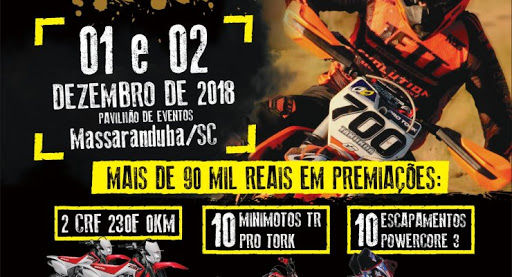 01 e 02
DEZEMBRO DE 2018
PAVILHÃO DE EVENTOS
Massaranduba/SC
700
MAIS DE 90 MIL REAIS EM PREMIAÇÕES:
2 CRF 230F 0KM
10 MINIMOTOS TR
PRO TORK
10 ESCAPAMENTOS
POWERCORE 3